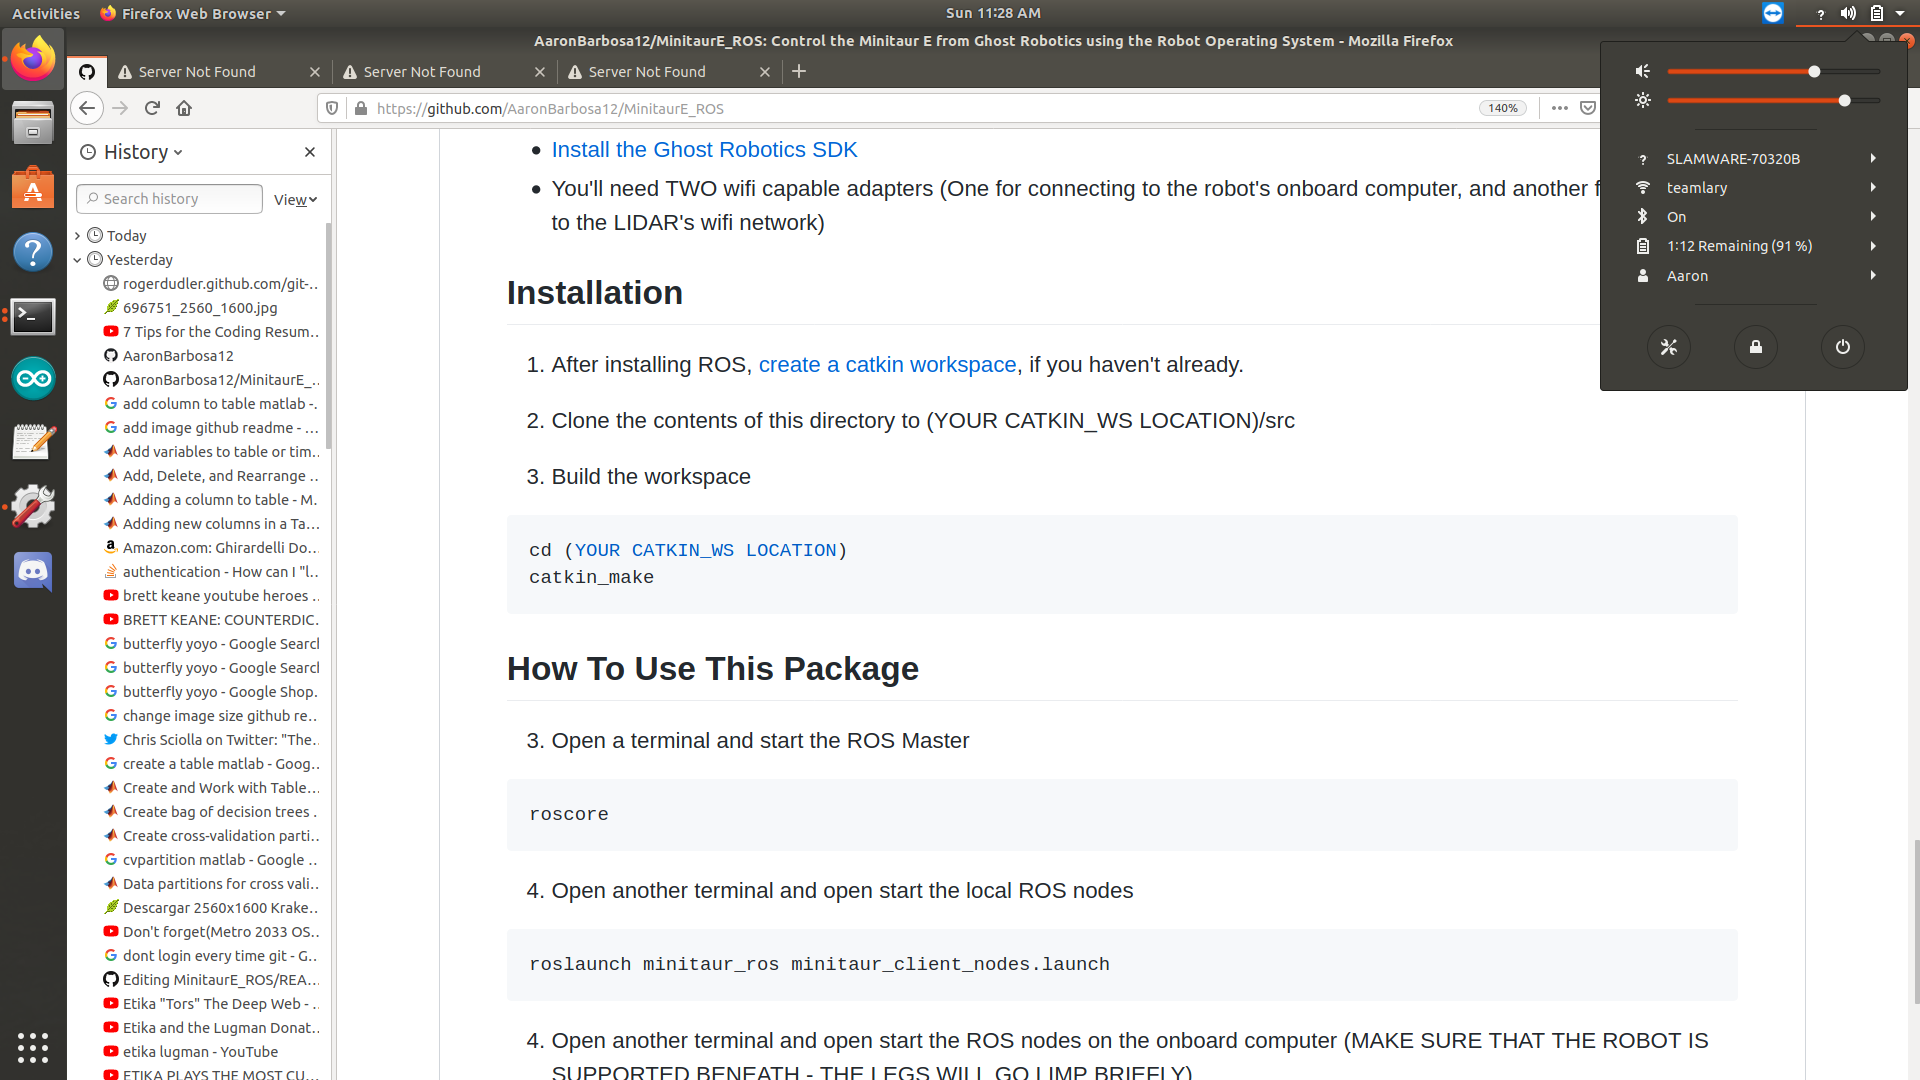 Activities
Firefox Web Browser
Sun 11:28 AM
AaronBarbosa12/MinitaurE_ROS: Control the Minitaur E from Ghost Robotics using the Robot Operating System - Mozilla Firefox
Server Not Found
Server Not Found
Server Not Found
https://github.com/AaronBarbosa12/MinitaurE_ROS
140%
History
Search history
View
Today
Yesterday
rogerdudler.github.com/git-...
696751_2560_1600.jpg
7 Tips for the Coding Resum...
AaronBarbosa12
AaronBarbosa12/MinitaurE_...
add column to table matlab -...
add image github readme - ...
Add variables to table or tim...
Add, Delete, and Rearrange ...
Adding a column to table - M...
Adding new columns in a Ta...
Amazon.com: Ghirardelli Do...
authentication - How can I "l...
brett keane youtube heroes ...
BRETT KEANE: COUNTERDIC...
butterfly yoyo - Google Search
butterfly yoyo - Google Search
butterfly yoyo - Google Shop...
change image size github re...
Chris Sciolla on Twitter: "The...
create a table matlab - Goog...
Create and Work with Table...
Create bag of decision trees ...
Create cross-validation parti...
cvpartition matlab - Google ...
Data partitions for cross vali...
Descargar 2560x1600 Krake...
Don't forget(Metro 2033 OS...
dont login every time git - G...
Editing MinitaurE_ROS/REA...
Etika "Tors" The Deep Web - ...
Etika and the Lugman Donat...
etika lugman - YouTube
ETIKA PLAYS THE MOST CU...
Install the Ghost Robotics SDK
You'll need TWO wifi capable adapters (One for connecting to the robot's onboard computer, and another f
to the LIDAR's wifi network)
Installation
1. After installing ROS, create a catkin workspace, if you haven't already.
2. Clone the contents of this directory to (YOUR CATKIN_WS LOCATION)/src
3. Build the workspace
cd (YOUR CATKIN_WS LOCATION)
catkin_make
How To Use This Package
3. Open a terminal and start the ROS Master
roscore
4. Open another terminal and open start the local ROS nodes
roslaunch minitaur_ros minitaur_client_nodes.launch
4. Open another terminal and open start the ROS nodes on the onboard computer (MAKE SURE THAT THE ROBOT IS
SUPPORTED BENEATH - THE LEGS WILL GO LIMP BRIEFLY)
SLAMWARE-70320B
teamlary
On
1:12 Remaining (91 %)
Aaron